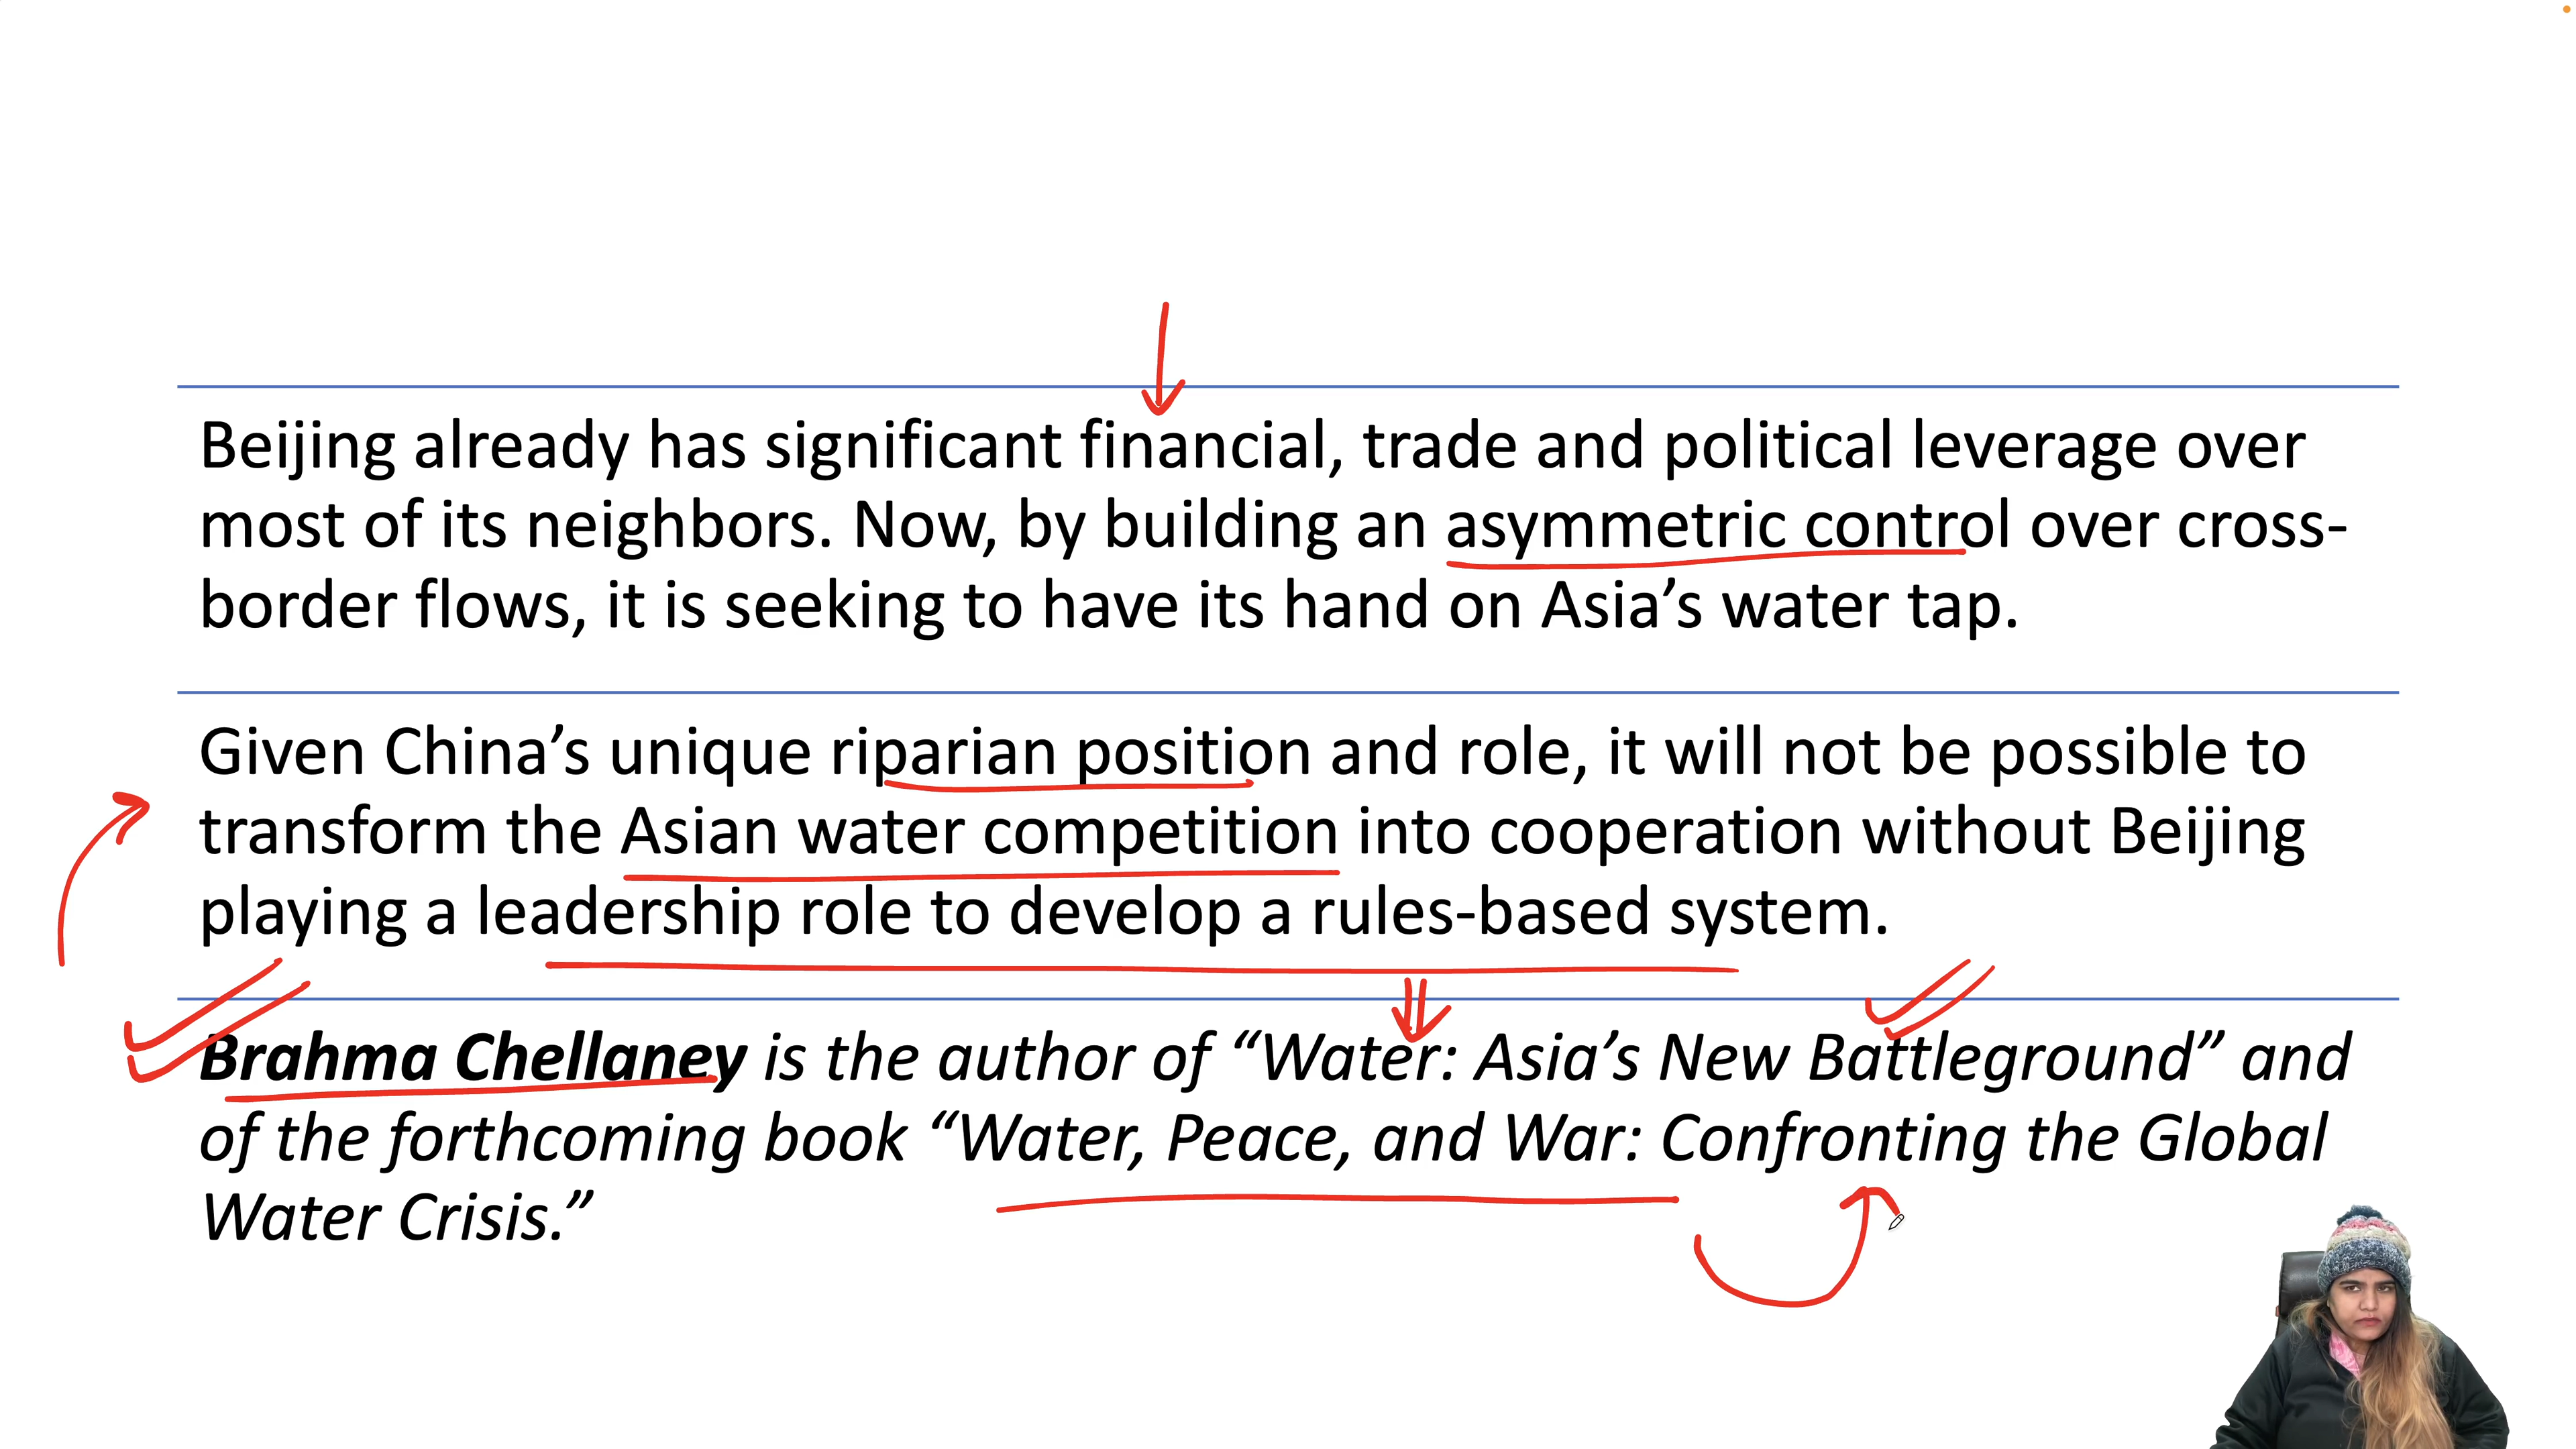 Beijing already has significant financial, trade and political leverage over
most of its neighbors. Now, by building an asymmetric control over cross-
border flows, it is seeking to have its hand on Asia’s water tap.
Given China’s unique riparian position and role, it will not be possible to
transform the Asian water competition into cooperation without Beijing
playing a leadership role to develop a rules-based system.
Brahma Chellaney is the author of “Water: Asia’s New Battleground” and
of the forthcoming book “Water, Peace, and War: Confronting the Global
Water Crisis.”